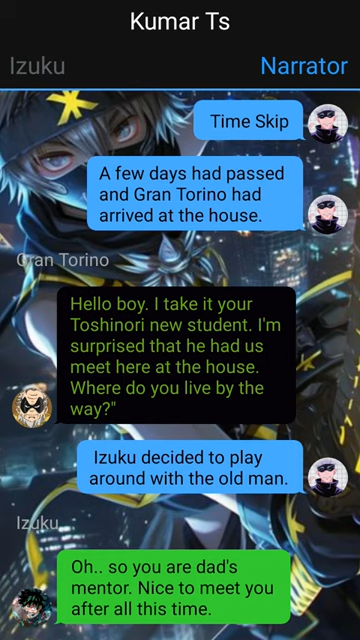 Kumar Ts
Izuku
Narrator
Time Skip
A few days had passed
and Gran Torino had
arrived at the house.
Gran Torino
Hello boy. I take it your
Toshinori new student. I'm
surprised that he had us
meet here at the house.
Where do you live by the
way?"
Izuku decided to play
around with the old man.
Izuku
Oh.. so you are dad's
mentor. Nice to meet you
after all this time.